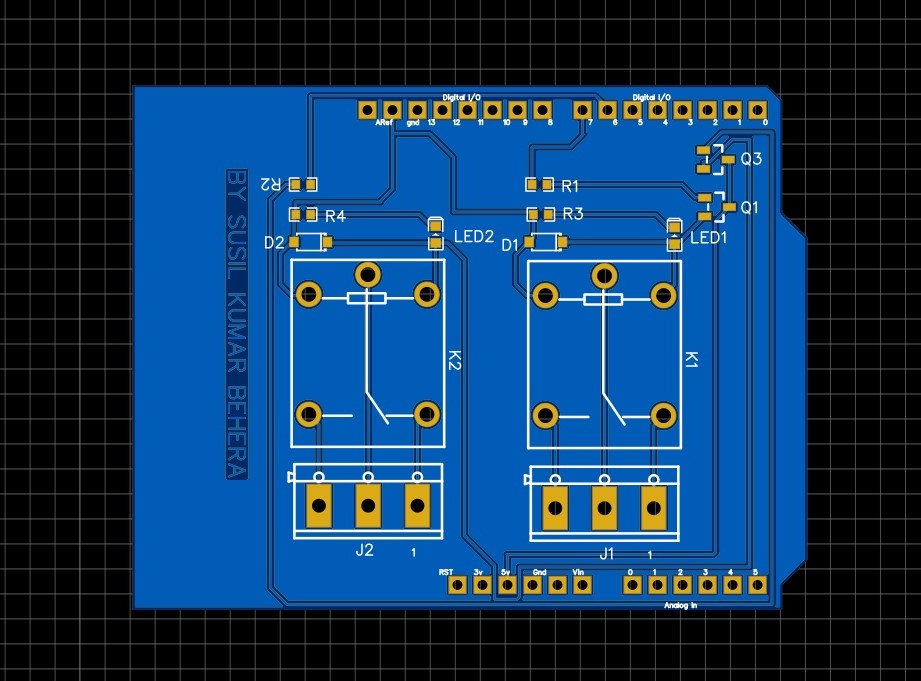 Digital I/O Digital I/O
ARef gnd 13 12 11 10 9 8 7 6 5 4 3 2 1 0
Q3
R2 R1
Q1
R4 R3
D2 LED2 D1 LED1
K2 K1
BY SUSIL KUMAR BEHERA
J2 1 J1 1
RST 3v 5v Gnd Vin 0 1 2 3 4 5
Analog In